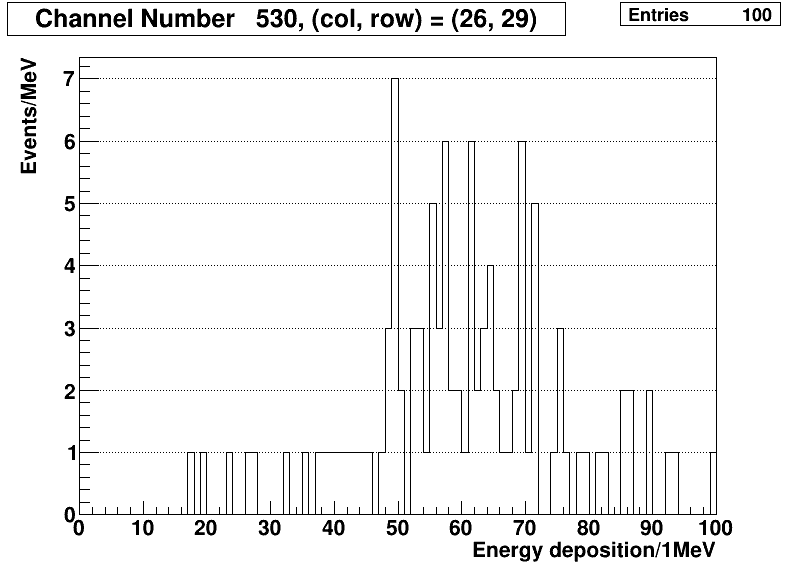 Channel Number 530, (col, row) = (26, 29)
Entries 100
Events/MeV
7
6
5
4
3
2
1
0
0 10 20 30 40 50 60 70 80 90 100
Energy deposition/1MeV